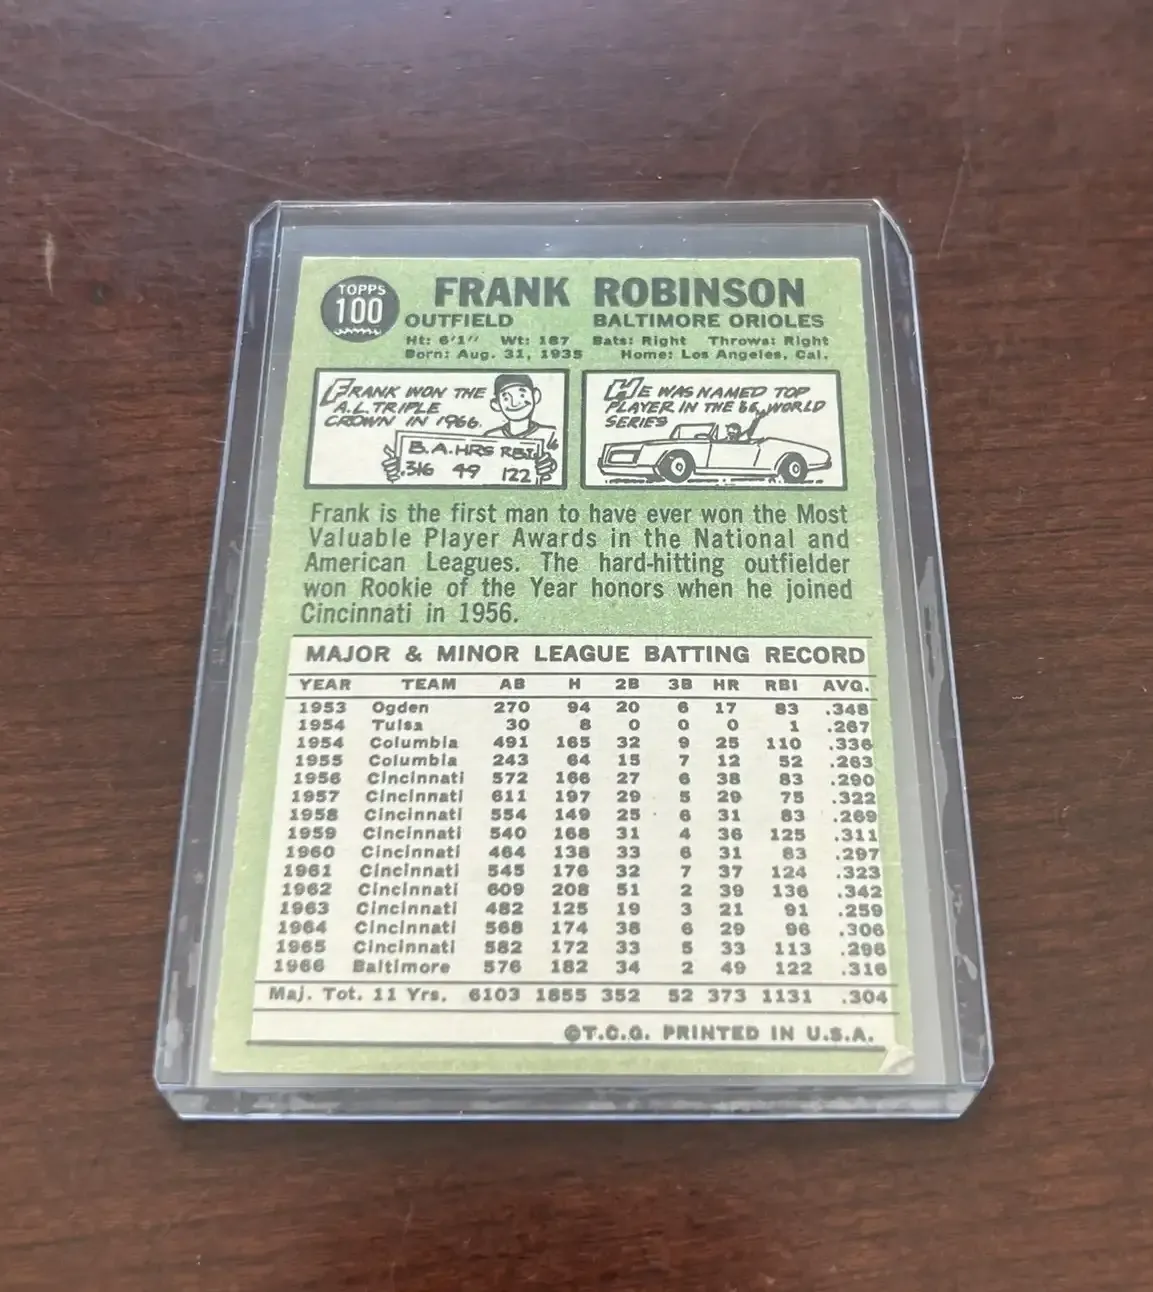 TOPPS
100
FRANK ROBINSON
OUTFIELD BALTIMORE ORIOLES
Ht: 6'1" Wt: 187 Bats: Right Throws: Right
Born: Aug. 31, 1935 Home: Los Angeles, Cal.
FRANK WON THE
A.L. TRIPLE
CROWN IN 1966.
B.A. HRS RBI
.316 49 122
HE WAS NAMED TOP
PLAYER IN THE '66 WORLD
SERIES
Frank is the first man to have ever won the Most
Valuable Player Awards in the National and
American Leagues. The hard-hitting outfielder
won Rookie of the Year honors when he joined
Cincinnati in 1956.
MAJOR & MINOR LEAGUE BATTING RECORD
YEAR TEAM AB H 2B 3B HR RBI AVG.
1953 Ogden 270 94 20 6 17 83 .348
1954 Tulsa 30 8 0 0 0 1 .267
1954 Columbia 491 165 32 9 25 110 .336
1955 Columbia 243 64 15 7 12 52 .263
1956 Cincinnati 572 166 27 6 38 83 .290
1957 Cincinnati 611 197 29 5 29 75 .322
1958 Cincinnati 554 149 25 6 31 83 .269
1959 Cincinnati 540 168 31 4 36 125 .311
1960 Cincinnati 464 138 33 6 31 83 .297
1961 Cincinnati 545 176 32 7 37 124 .323
1962 Cincinnati 609 208 51 2 39 136 .342
1963 Cincinnati 482 125 19 3 21 91 .259
1964 Cincinnati 568 174 38 6 29 96 .306
1965 Cincinnati 582 172 33 5 33 113 .296
1966 Baltimore 576 182 34 2 49 122 .316
Maj. Tot. 11 Yrs. 6103 1855 352 52 373 1131 .304
©T.C.G. PRINTED IN U.S.A.